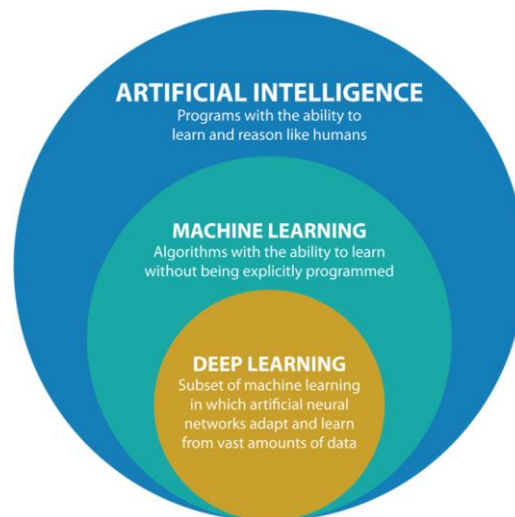 ARTIFICIAL INTELLIGENCE
Programs with the ability to
learn and reason like humans
MACHINE LEARNING
Algorithms with the ability to learn
without being explicitly programmed
DEEP LEARNING
Subset of machine learning
in which artificial neural
networks adapt and learn
from vast amounts of data